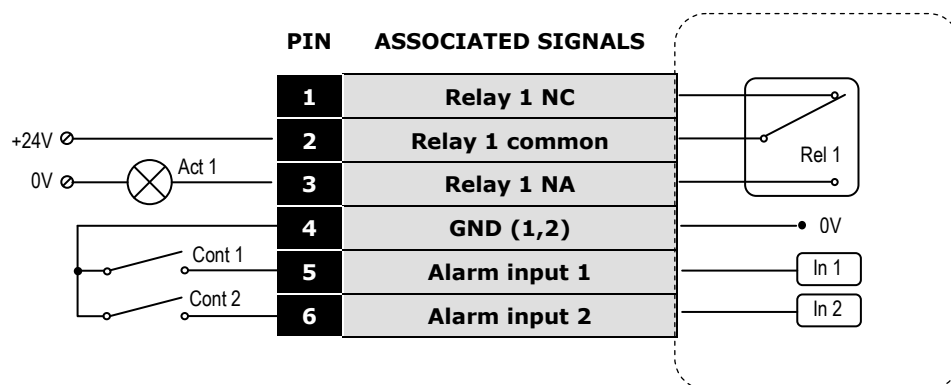 PIN ASSOCIATED SIGNALS
1 Relay 1 NC
+24V 2 Relay 1 common Rel 1
0V Act 1 3 Relay 1 NA
4 GND (1,2) 0V
Cont 1 5 Alarm input 1 In 1
Cont 2 6 Alarm input 2 In 2